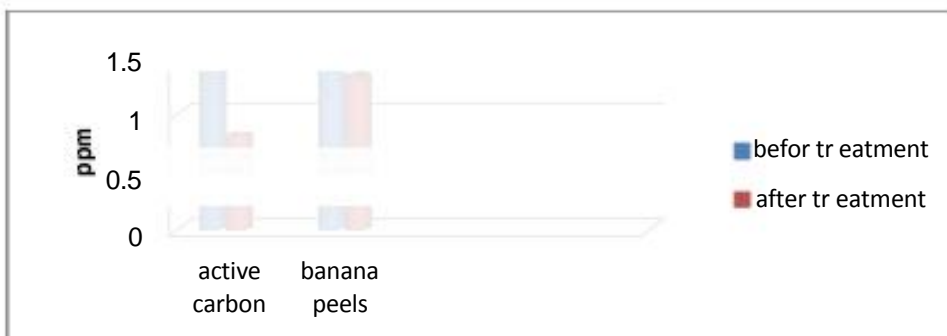 1.5
1
0.5
0
ppm
active
carbon
banana
peels
befor tr eatment
after tr eatment